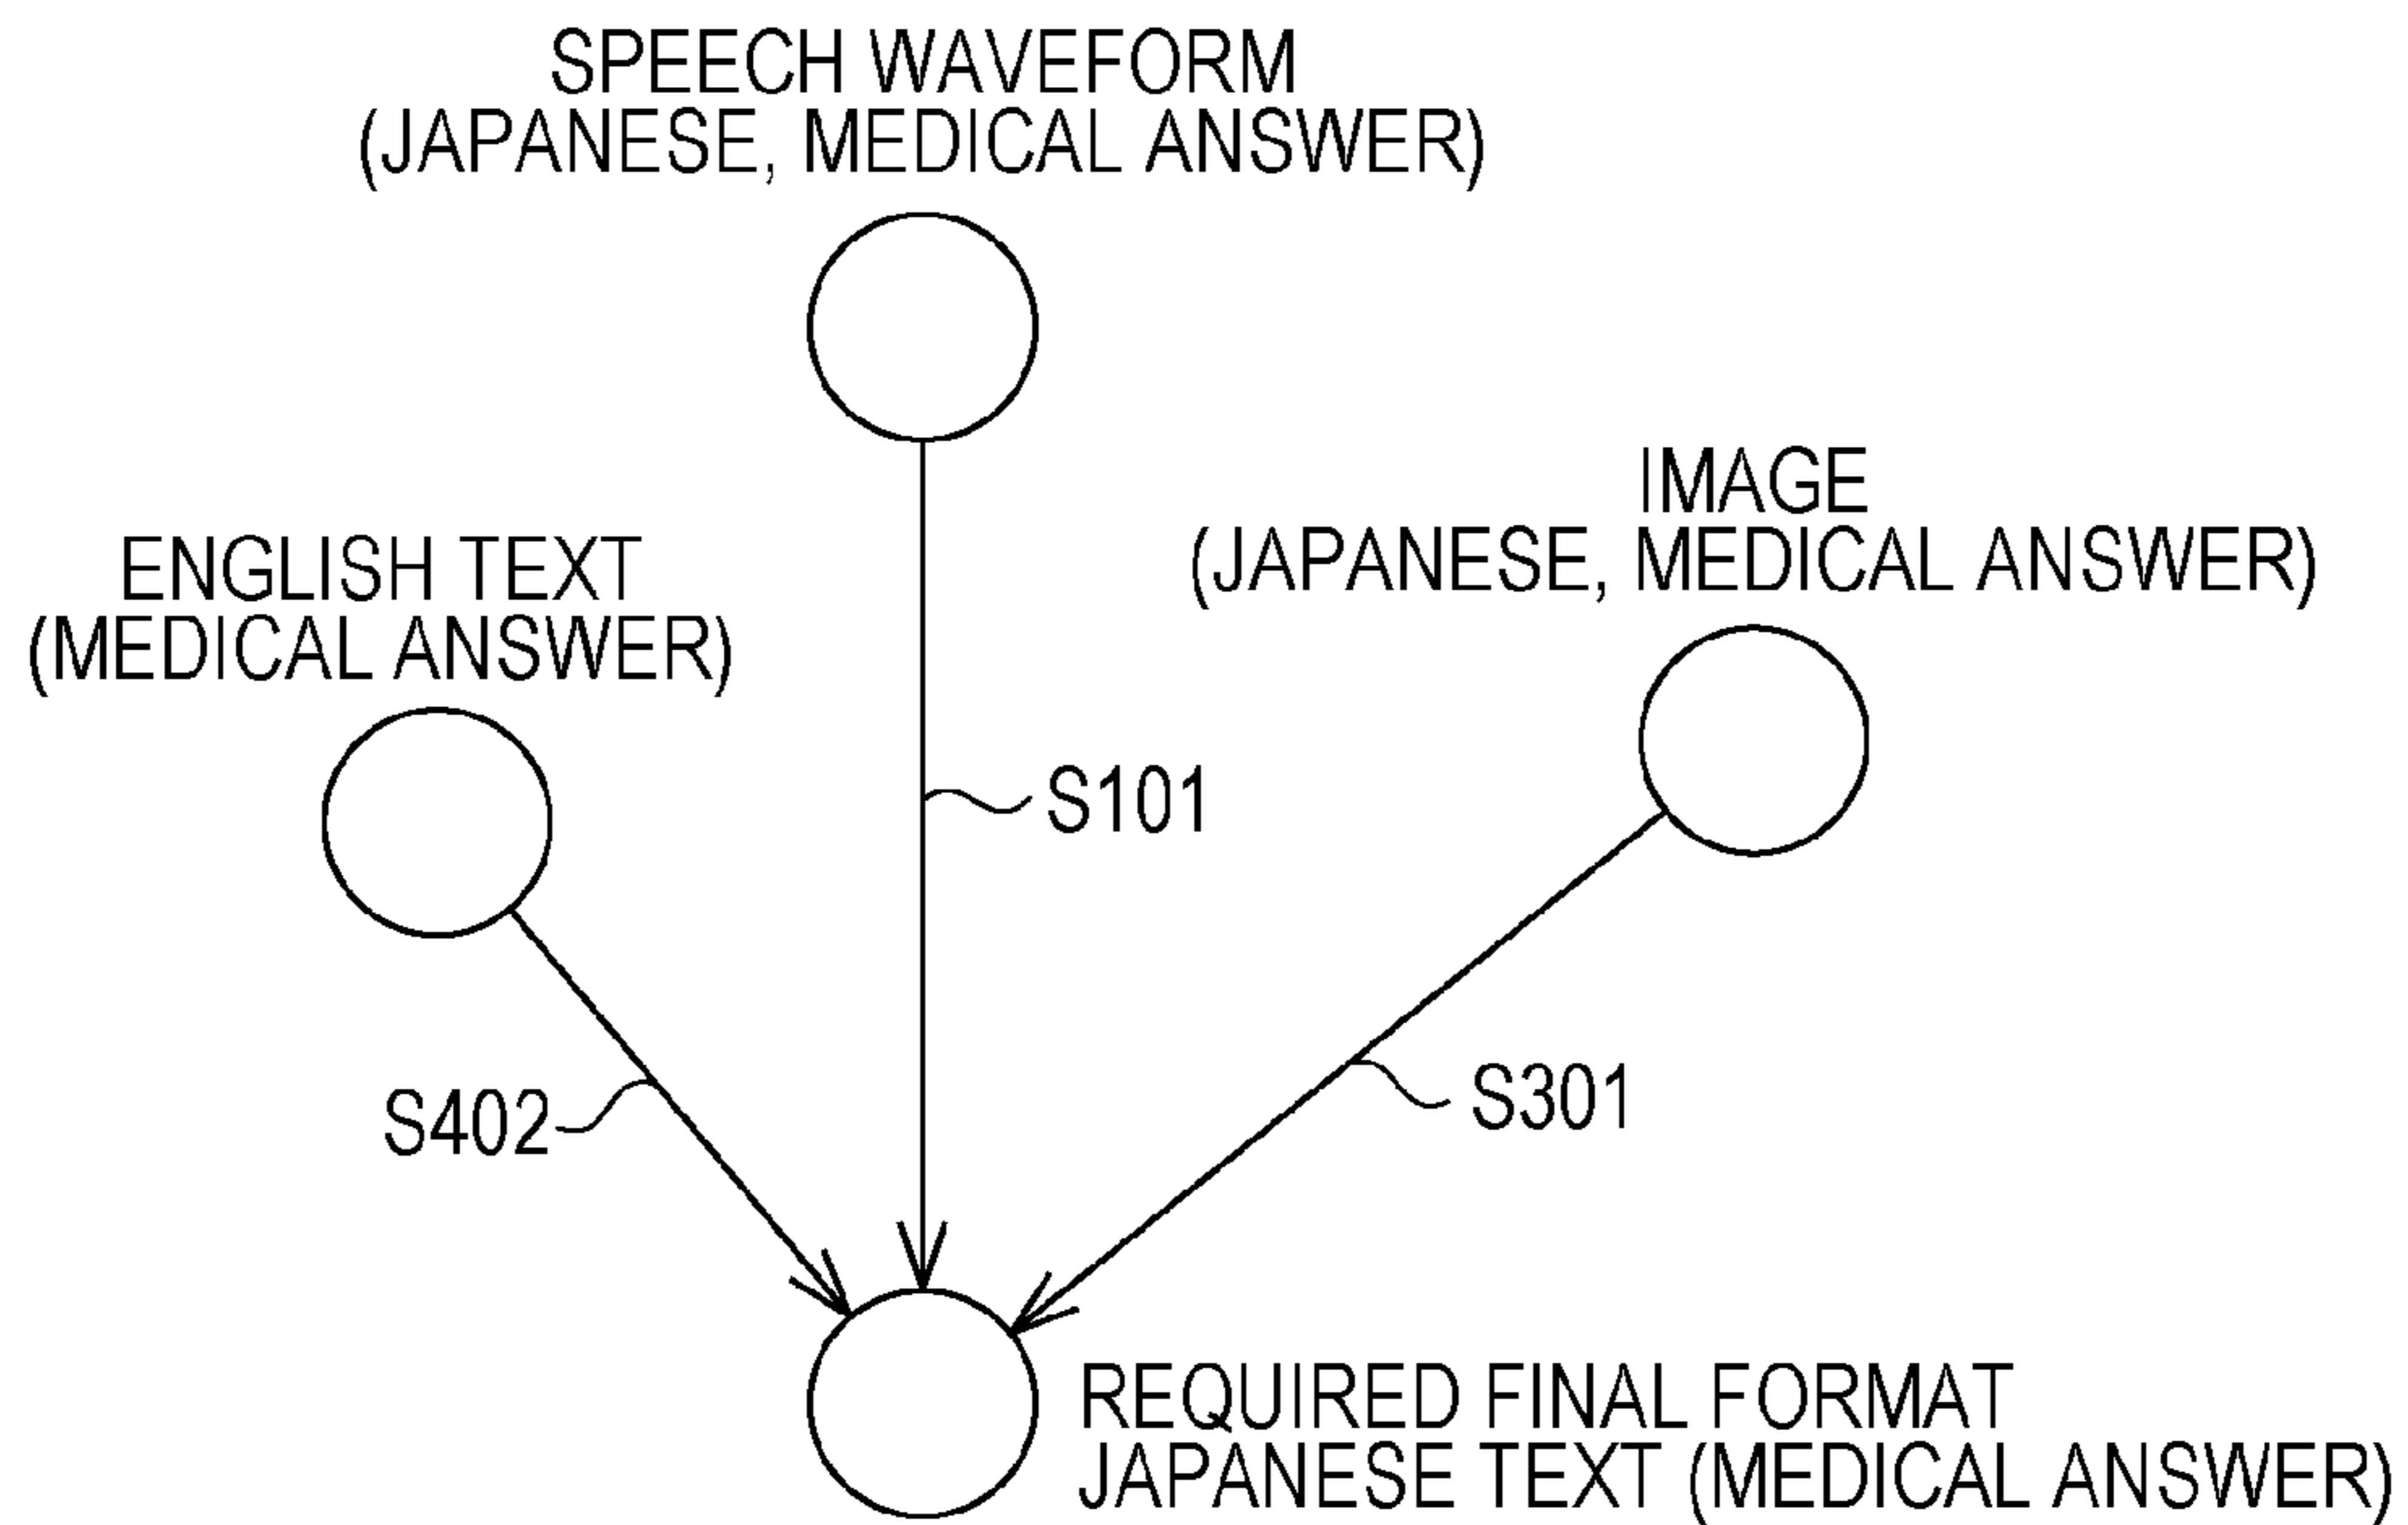 SPEECH WAVEFORM
(JAPANESE, MEDICAL ANSWER)
IMAGE
(JAPANESE, MEDICAL ANSWER)
ENGLISH TEXT
(MEDICAL ANSWER)
S101
S402
S301
REQUIRED FINAL FORMAT
JAPANESE TEXT (MEDICAL ANSWER)